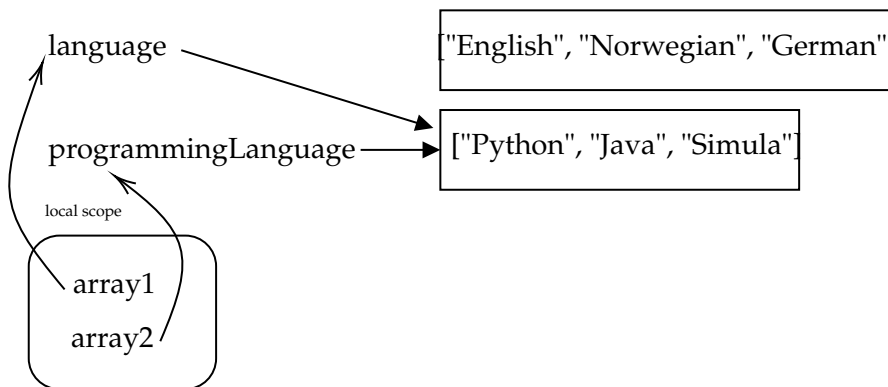 language
["English", "Norwegian", "German"
programmingLanguage
["Python", "Java", "Simula"]
local scope
array1
array2